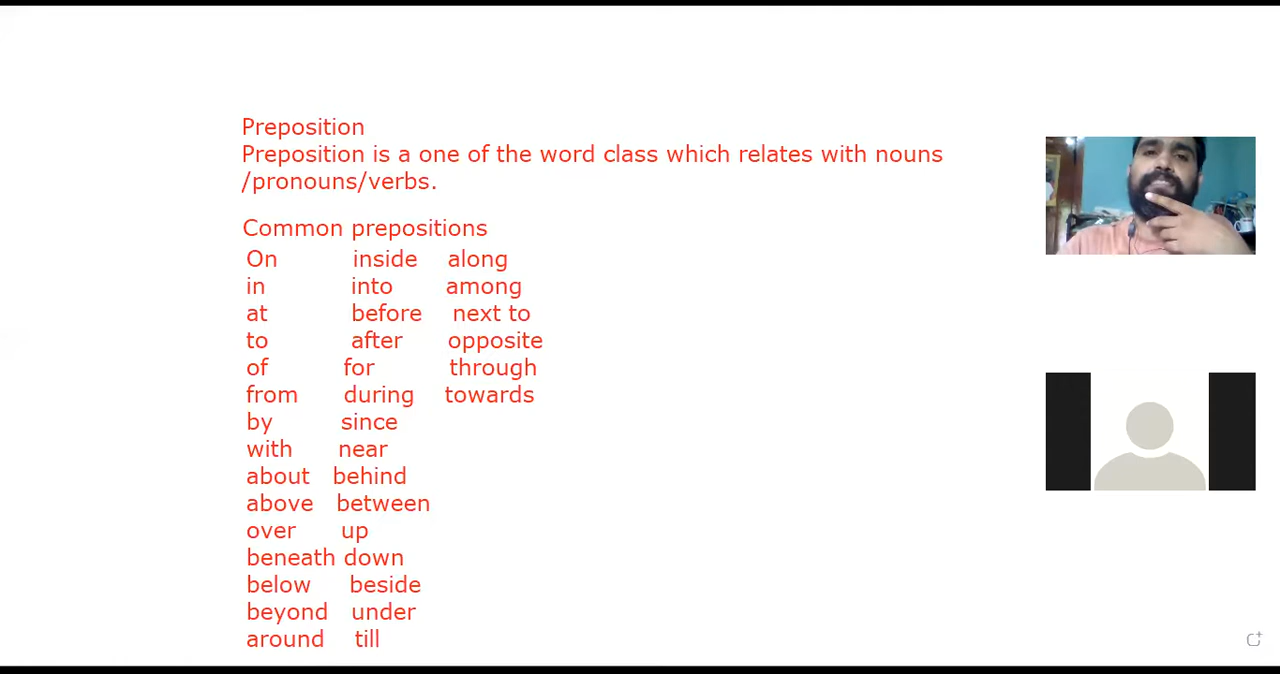 Preposition
Preposition is a one of the word class which relates with nouns
/pronouns/verbs.
Common prepositions
On inside along
in into among
at before next to
to after opposite
of for through
from during towards
by since
with near
about behind
above between
over up
beneath down
below beside
beyond under
around till